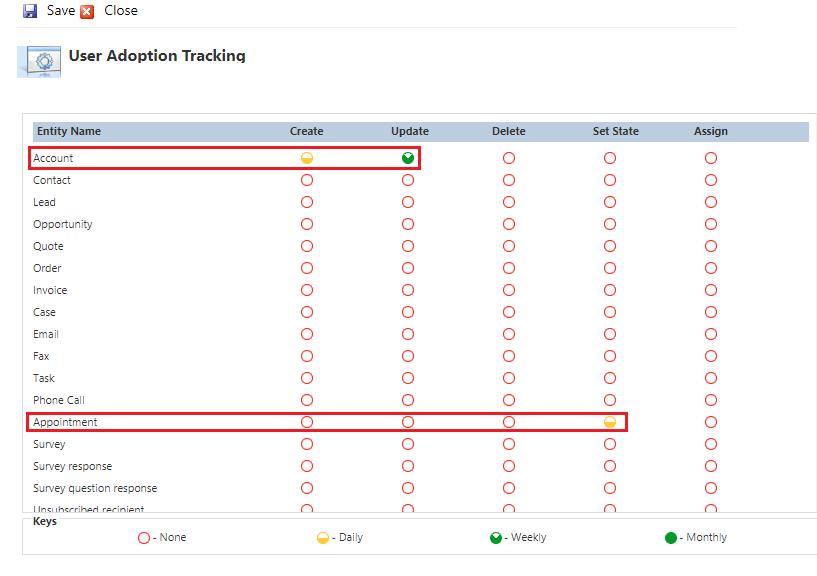 Save Close
User Adoption Tracking
Entity Name Create Update Delete Set State Assign
Account
Contact
Lead
Opportunity
Quote
Order
Invoice
Case
Email
Fax
Task
Phone Call
Appointment
Survey
Survey response
Survey question response
Unsubscribed recipient
Keys
- None - Daily - Weekly - Monthly